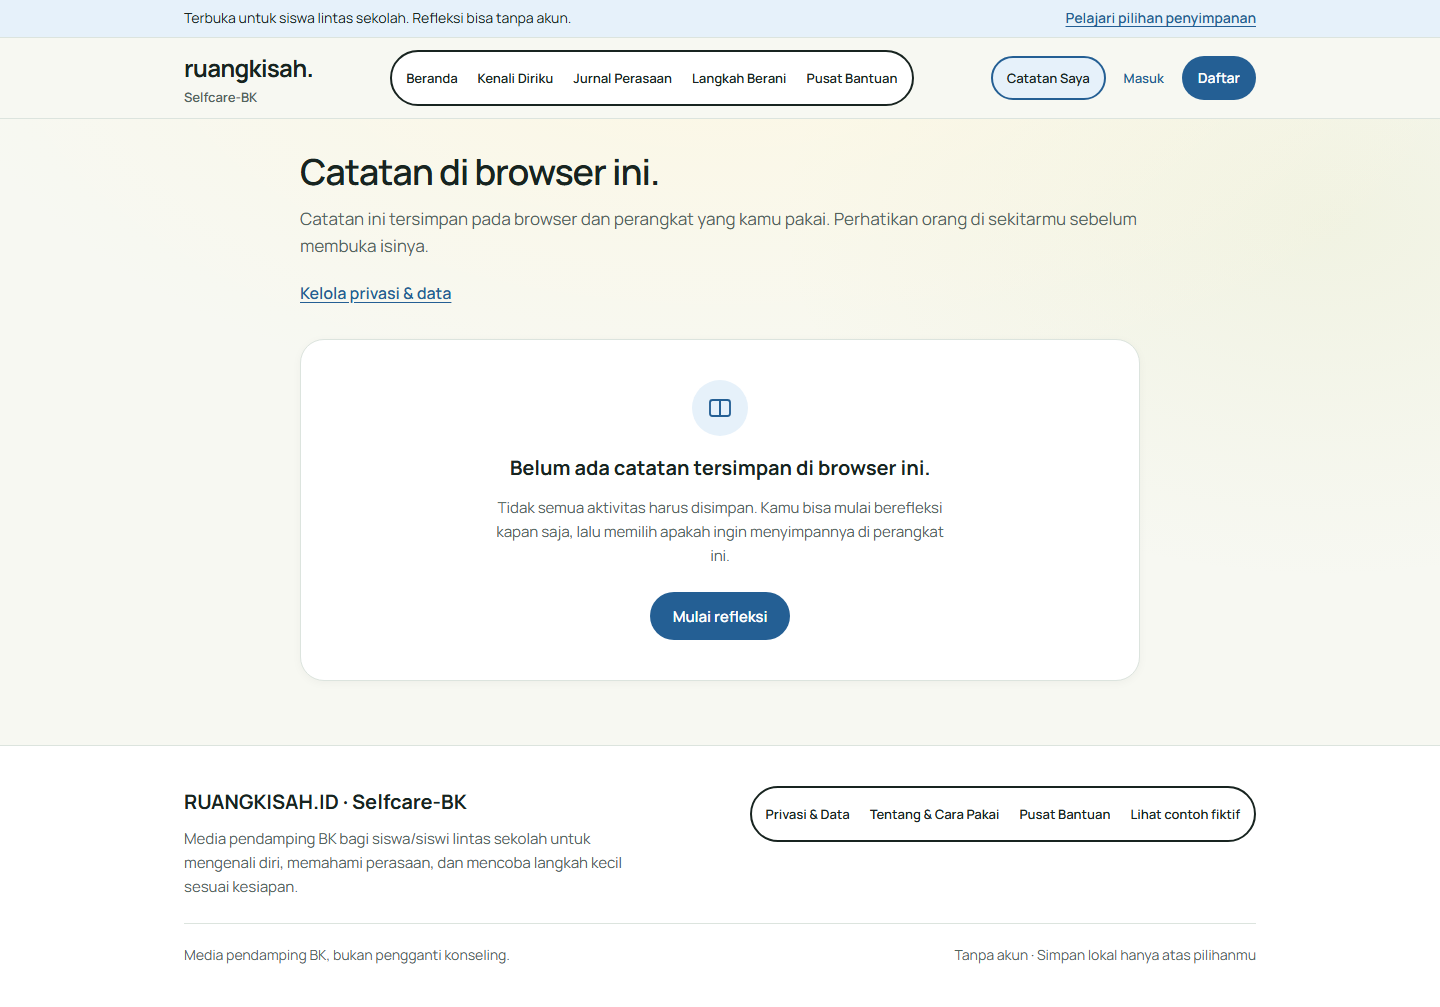 Terbuka untuk siswa lintas sekolah. Refleksi bisa tanpa akun.
Pelajari pilihan penyimpanan
ruangkisah.
Selfcare-BK
Beranda
Kenali Diriku
Jurnal Perasaan
Langkah Berani
Pusat Bantuan
Catatan Saya
Masuk
Daftar
Catatan di browser ini.
Catatan ini tersimpan pada browser dan perangkat yang kamu pakai. Perhatikan orang di sekitarmu sebelum
membuka isinya.
Kelola privasi & data
Belum ada catatan tersimpan di browser ini.
Tidak semua aktivitas harus disimpan. Kamu bisa mulai berefleksi
kapan saja, lalu memilih apakah ingin menyimpannya di perangkat
ini.
Mulai refleksi
RUANGKISAH.ID · Selfcare-BK
Media pendamping BK bagi siswa/siswi lintas sekolah untuk
mengenali diri, memahami perasaan, dan mencoba langkah kecil
sesuai kesiapan.
Privasi & Data
Tentang & Cara Pakai
Pusat Bantuan
Lihat contoh fiktif
Media pendamping BK, bukan pengganti konseling.
Tanpa akun · Simpan lokal hanya atas pilihanmu